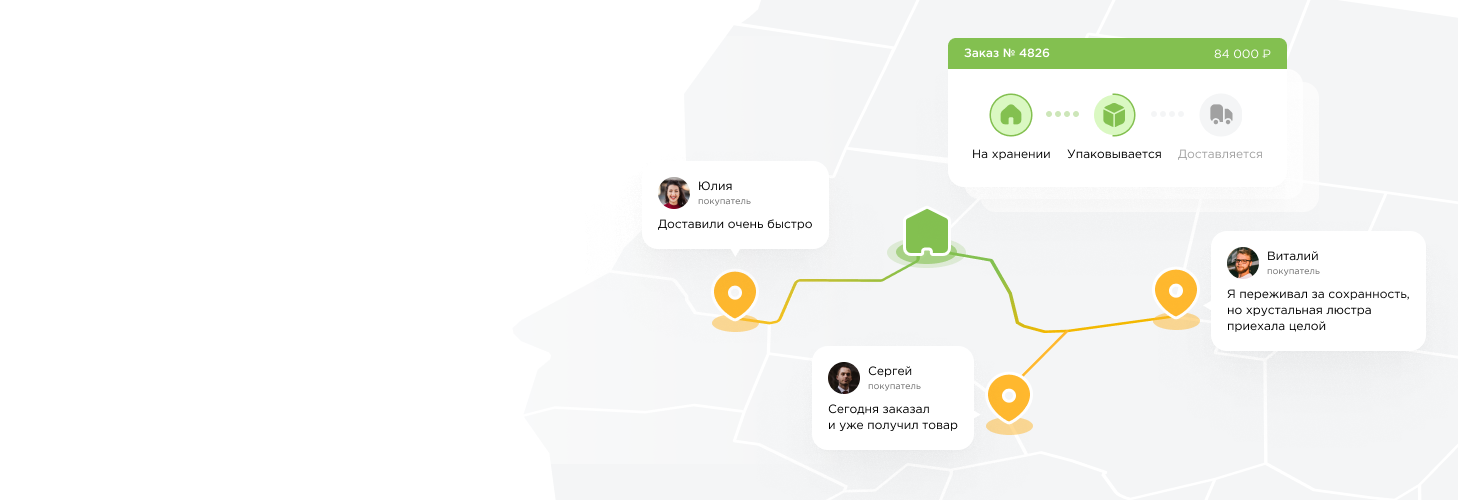 Заказ № 4826
84 000 ₽
На хранении
Упаковывается
Доставляется
Юлия
покупатель
Доставили очень быстро
Виталий
покупатель
Я переживал за сохранность,
но хрустальная люстра
приехала целой
Сергей
покупатель
Сегодня заказал
и уже получил товар